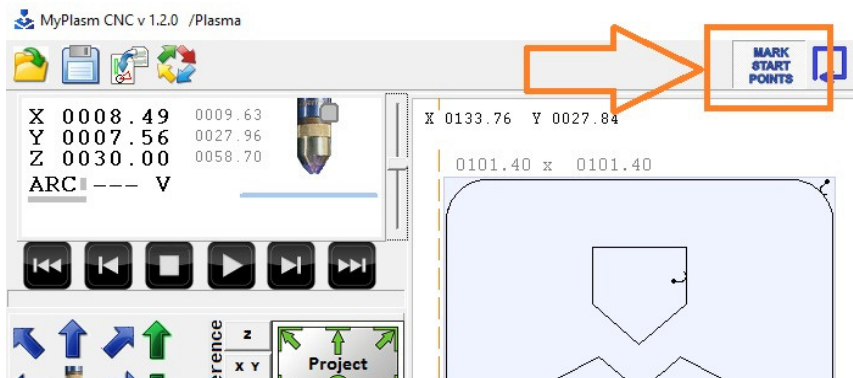 MyPlasm CNC v 1.2.0 /Plasma
MARK
START
POINTS
X 0008.49 0009.63
Y 0007.56 0027.96
Z 0030.00 0058.70
ARC --- V
X 0133.76 Y 0027.84
0101.40 x 0101.40
erence
Z
X Y
Project